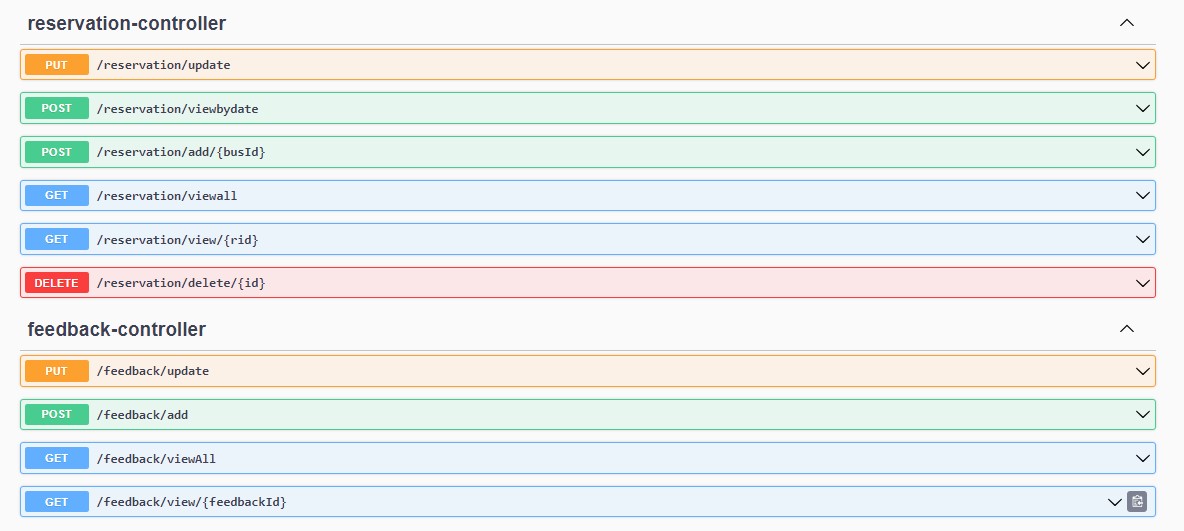 reservation-controller
PUT /reservation/update
POST /reservation/viewbydate
POST /reservation/add/{busId}
GET /reservation/viewall
GET /reservation/view/{rid}
DELETE /reservation/delete/{id}
feedback-controller
PUT /feedback/update
POST /feedback/add
GET /feedback/viewAll
GET /feedback/view/{feedbackId}